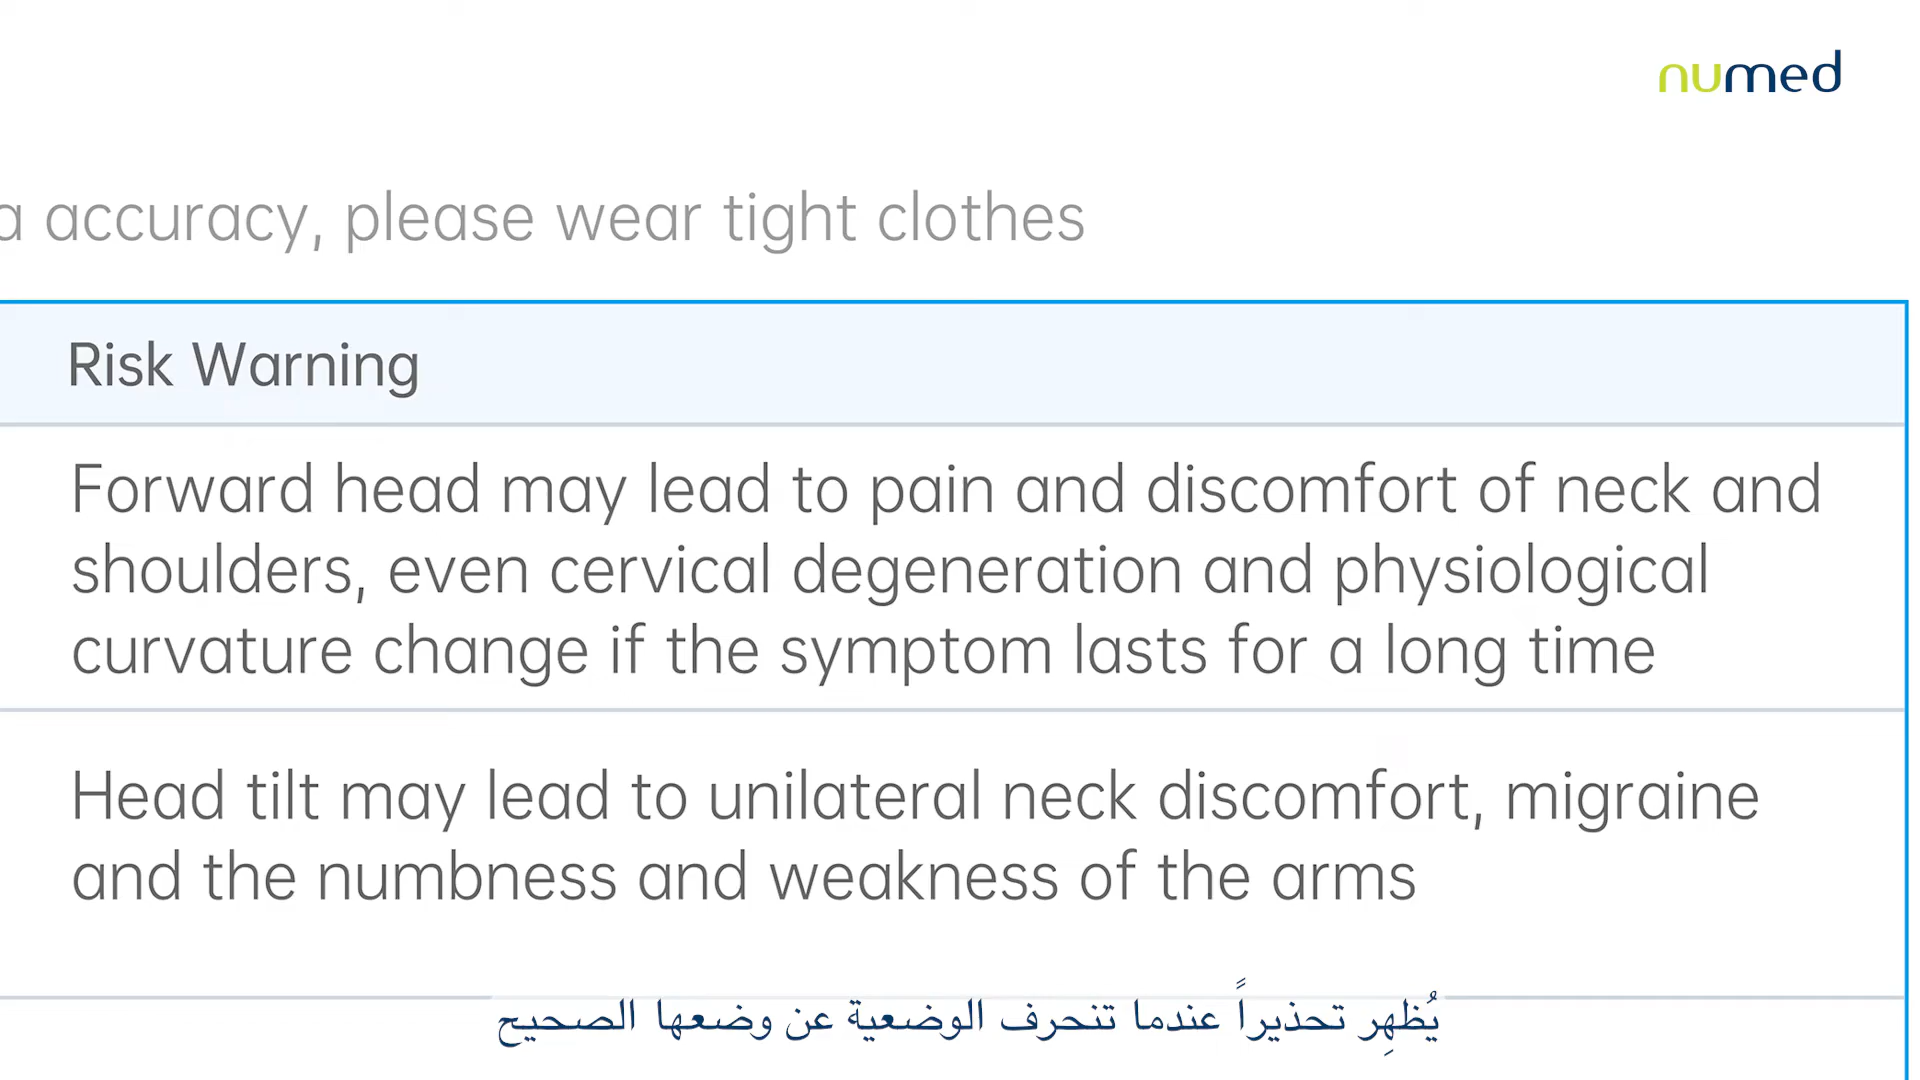 numed
accuracy, please wear tight clothes
Risk Warning
Forward head may lead to pain and discomfort of neck and
shoulders, even cervical degeneration and physiological
curvature change if the symptom lasts for a long time
Head tilt may lead to unilateral neck discomfort, migraine
and the numbness and weakness of the arms
يُظهِر تحذيراً عندما تنحرف الوضعية عن وضعها الصحيح